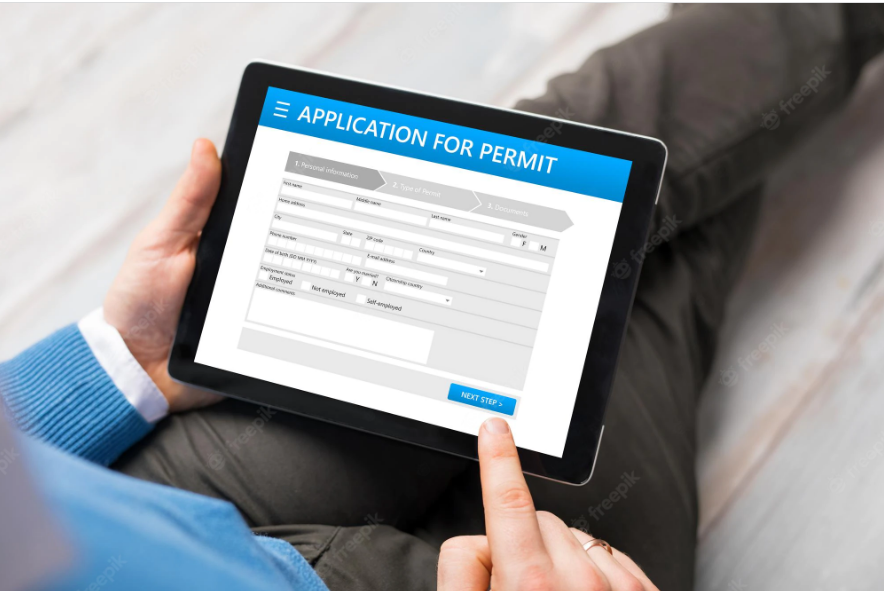 APPLICATION FOR PERMIT
1. Personal information
2. Type of Permit
3. Documents
First name
Middle name
Last name
Gender
F M
Home address
City
State
ZIP code
Country
Phone number
E-mail address
Date of birth (DD MM YYYY)
Are you married?
Y N
Citizenship country
Employment status
Employed
Not employed
Self-employed
Additional comments
NEXT STEP >
freepik
freepik
freepik
freepik
freepik
freepik
freepik
freepik